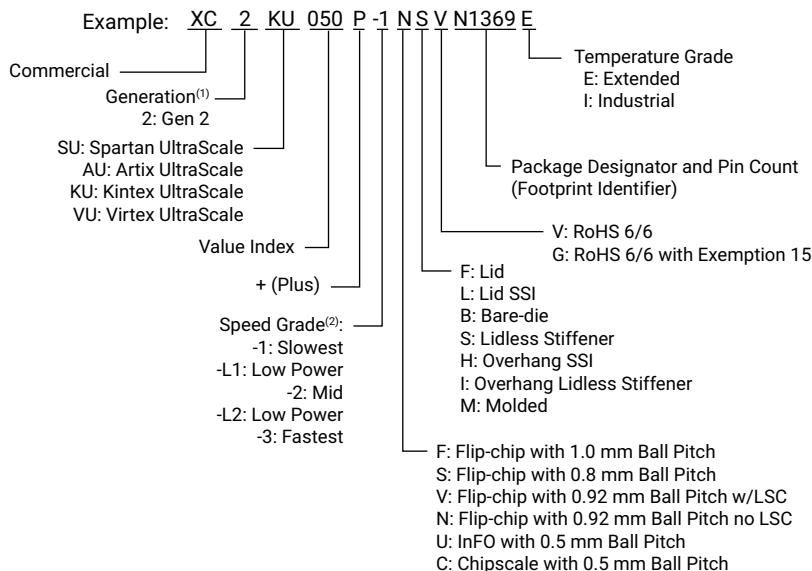 Example: XC 2 KU 050 P -1 N S V N1369 E
Commercial
Generation(1)
2: Gen 2
SU: Spartan UltraScale
AU: Artix UltraScale
KU: Kintex UltraScale
VU: Virtex UltraScale
Value Index
+ (Plus)
Speed Grade(2):
-1: Slowest
-L1: Low Power
-2: Mid
-L2: Low Power
-3: Fastest
Temperature Grade
E: Extended
I: Industrial
Package Designator and Pin Count
(Footprint Identifier)
V: RoHS 6/6
G: RoHS 6/6 with Exemption 15
F: Lid
L: Lid SSI
B: Bare-die
S: Lidless Stiffener
H: Overhang SSI
I: Overhang Lidless Stiffener
M: Molded
F: Flip-chip with 1.0 mm Ball Pitch
S: Flip-chip with 0.8 mm Ball Pitch
V: Flip-chip with 0.92 mm Ball Pitch w/LSC
N: Flip-chip with 0.92 mm Ball Pitch no LSC
U: InFO with 0.5 mm Ball Pitch
C: Chipscale with 0.5 mm Ball Pitch